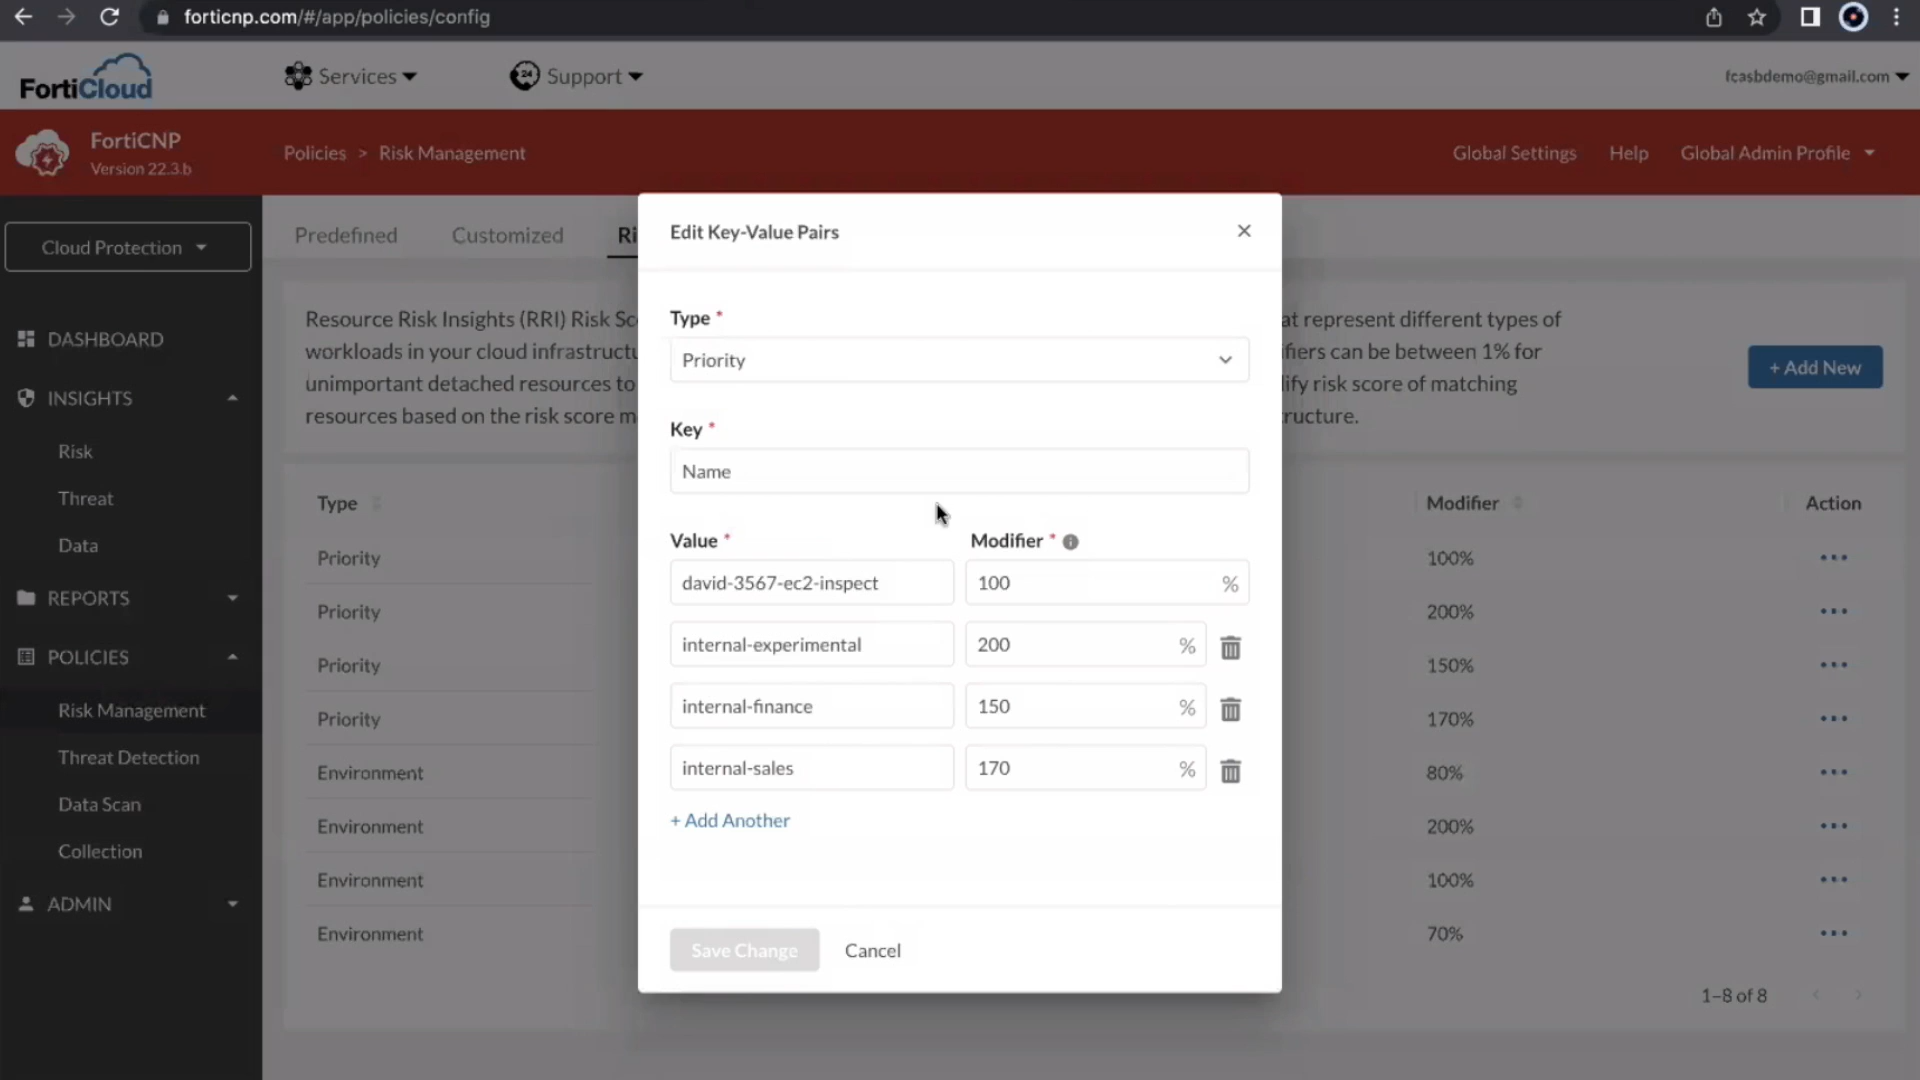 forticnp.com/#/app/policies/config
FortiCloud
Services
24
Support
fcasbdemo@gmail.com
FortiCNP
Version 22.3.b
Policies > Risk Management
Global Settings
Help
Global Admin Profile
Cloud Protection
DASHBOARD
INSIGHTS
Risk
Threat
Data
REPORTS
POLICIES
Risk Management
Threat Detection
Data Scan
Collection
ADMIN
Predefined
Customized
Ri
Resource Risk Insights (RRI) Risk Sc
at represent different types of
workloads in your cloud infrastructu
fiers can be between 1% for
unimportant detached resources to
lify risk score of matching
resources based on the risk score m
ructure.
+ Add New
Type
Modifier
Action
Priority
100%
Priority
200%
Priority
150%
Priority
170%
Environment
80%
Environment
200%
Environment
100%
Environment
70%
1–8 of 8
Edit Key-Value Pairs
Type *
Priority
Key *
Name
Value *
Modifier *
david-3567-ec2-inspect
100 %
internal-experimental
200 %
internal-finance
150 %
internal-sales
170 %
+ Add Another
Save Change
Cancel